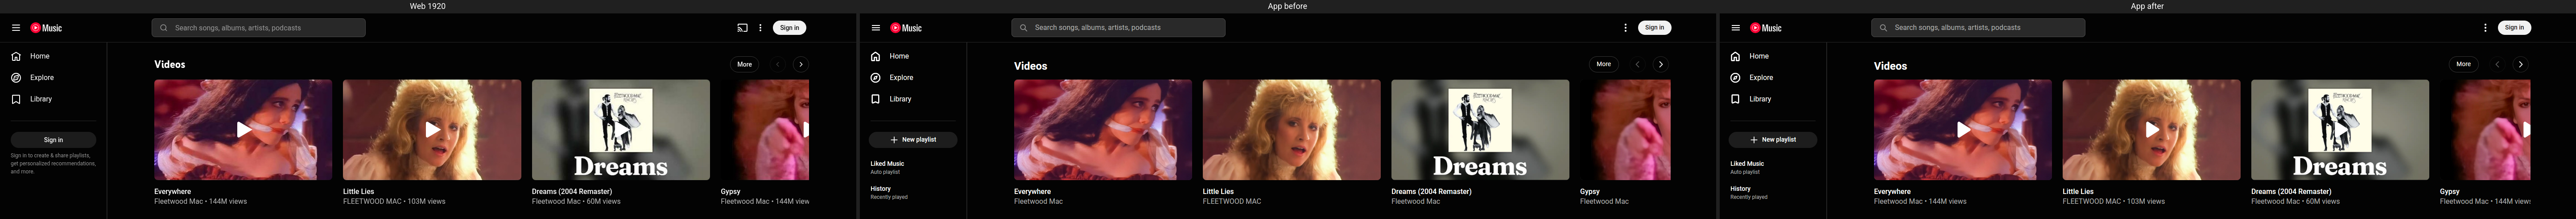 Web 1920
Music
Search songs, albums, artists, podcasts
Sign in
Home
Explore
Library
Sign in
Sign in to create & share playlists,
get personalized recommendations,
and more.
Videos
More
Dreams
Everywhere
Fleetwood Mac • 144M views
Little Lies
FLEETWOOD MAC • 103M views
Dreams (2004 Remaster)
Fleetwood Mac • 60M views
Gypsy
Fleetwood Mac • 144M view
App before
Music
Search songs, albums, artists, podcasts
Sign in
Home
Explore
Library
New playlist
Liked Music
Auto playlist
History
Recently played
Videos
More
Dreams
Everywhere
Fleetwood Mac
Little Lies
FLEETWOOD MAC
Dreams (2004 Remaster)
Fleetwood Mac
Gypsy
Fleetwood Mac
App after
Music
Search songs, albums, artists, podcasts
Sign in
Home
Explore
Library
New playlist
Liked Music
Auto playlist
History
Recently played
Videos
More
Dreams
Everywhere
Fleetwood Mac • 144M views
Little Lies
FLEETWOOD MAC • 103M views
Dreams (2004 Remaster)
Fleetwood Mac • 60M views
Gypsy
Fleetwood Mac • 144M views